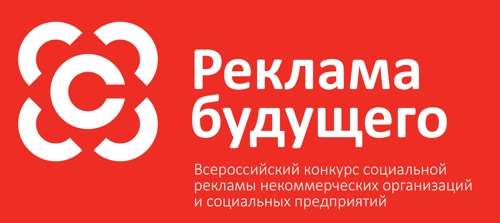 С
Реклама
будущего
Всероссийский конкурс социальной
рекламы некоммерческих организаций
и социальных предприятий